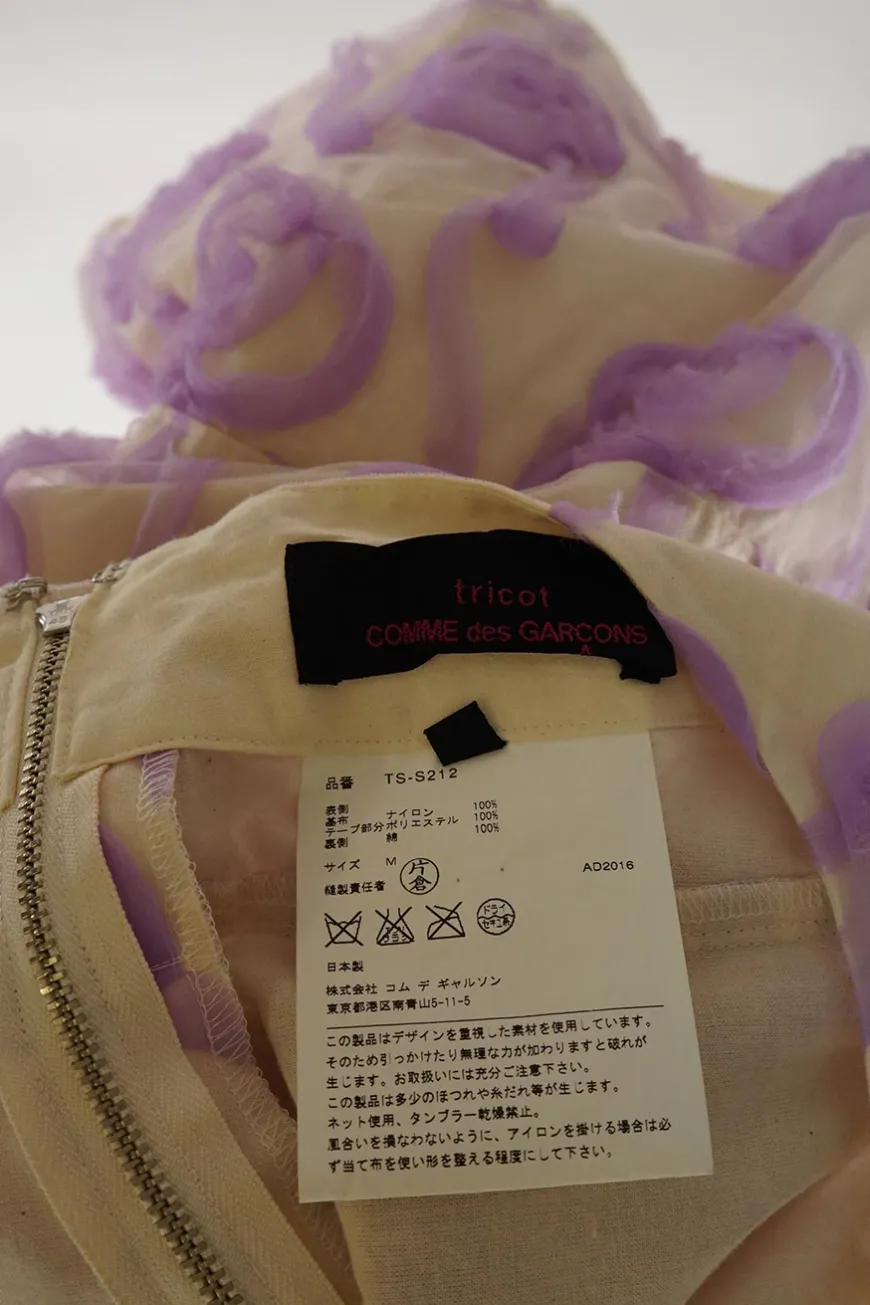 tricot
COMME des GARÇONS
品番 TS-S212
表側 ナイロン 100%
基布 ポリエステル 100%
テープ部分 綿 100%
裏側
サイズ M
片倉
縫製責任者
AD2016
ドライ
セキユ系
日本製
株式会社 コム デ ギャルソン
東京都港区南青山5-11-5
この製品はデザインを重視した素材を使用しています。
そのため引っかけたり無理な力が加わりますと破れが
生じます。お取扱いには充分ご注意下さい。
この製品は多少のほつれや糸だれ等が生じます。
ネット使用、タンブラー乾燥禁止。
風合いを損なわないように、アイロンを掛ける場合は必
ず当て布を使い形を整える程度にして下さい。